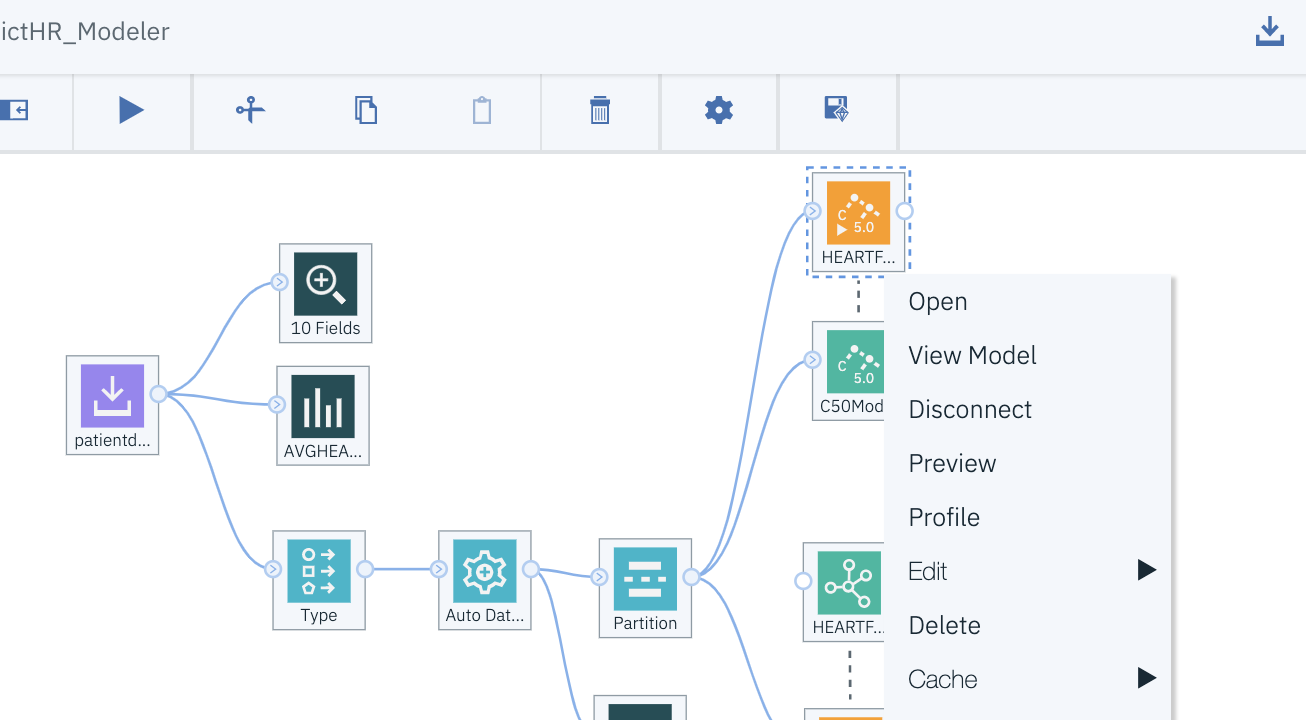 ictHR_Modeler
C
5.0
HEARTF...
10 Fields
C
5.0
C50Mod
patientd...
AVGHEA...
Type
Auto Dat...
Partition
HEARTF...
Open
View Model
Disconnect
Preview
Profile
Edit
Delete
Cache